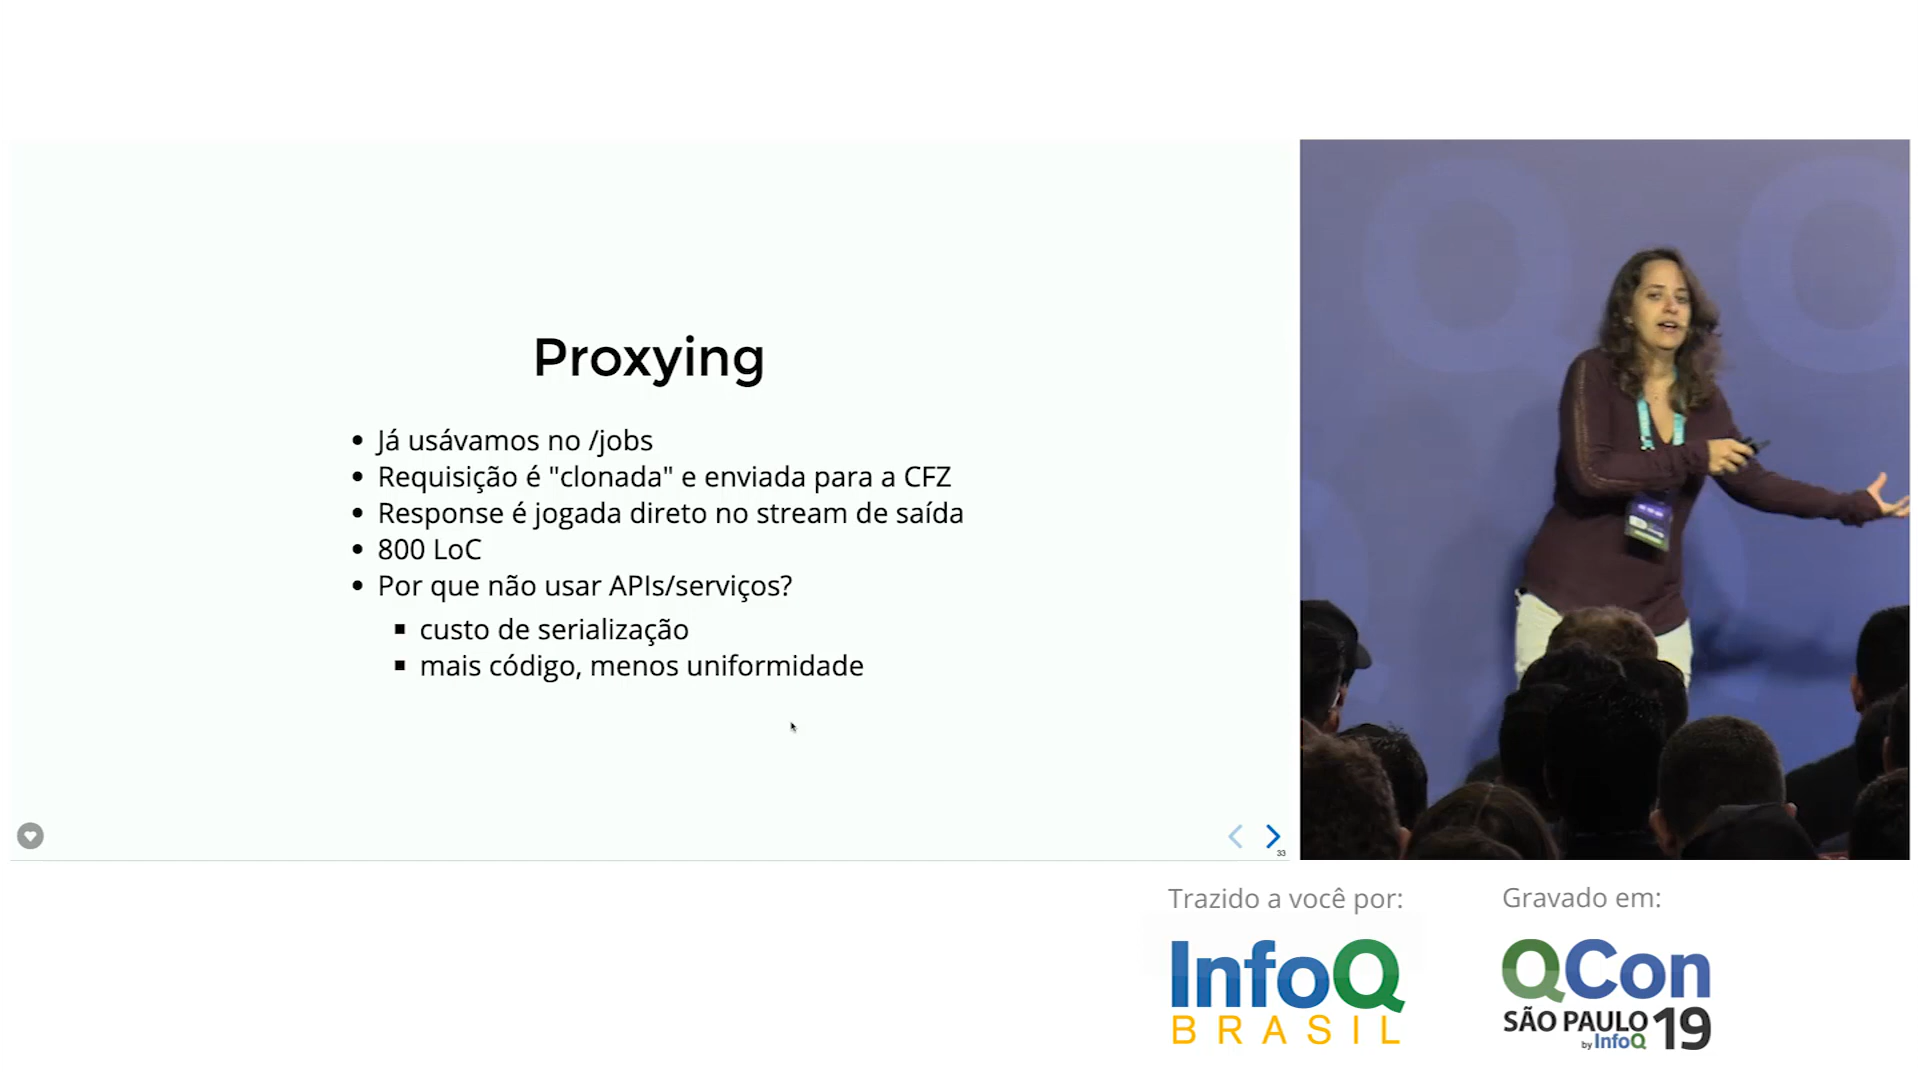 Proxying
Já usávamos no /jobs
Requisição é "clonada" e enviada para a CFZ
Response é jogada direto no stream de saída
800 LoC
Por que não usar APIs/serviços?
custo de serialização
mais código, menos uniformidade
33
Trazido a você por:
InfoQ
BRASIL
Gravado em:
QCon
SÃO PAULO 19
by InfoQ